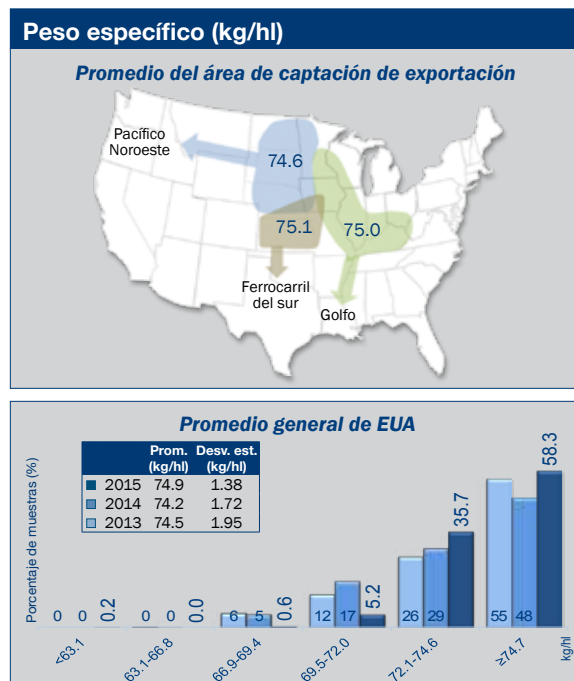 Peso específico (kg/hl)
Promedio del área de captación de exportación
Pacífico
Noroeste
74.6
75.1
75.0
Ferrocarril
del sur
Golfo
Promedio general de EUA
Prom. Desv. est.
(kg/hl) (kg/hl)
2015 74.9 1.38
2014 74.2 1.72
2013 74.5 1.95
Porcentaje de muestras (%)
0 0 0.2
0 0 0.0
6 5 0.6
12 17 5.2
26 29 35.7
55 48 58.3
<63.1
63.1-66.8
66.9-69.4
69.5-72.0
72.1-74.6
≥74.7
kg/hl